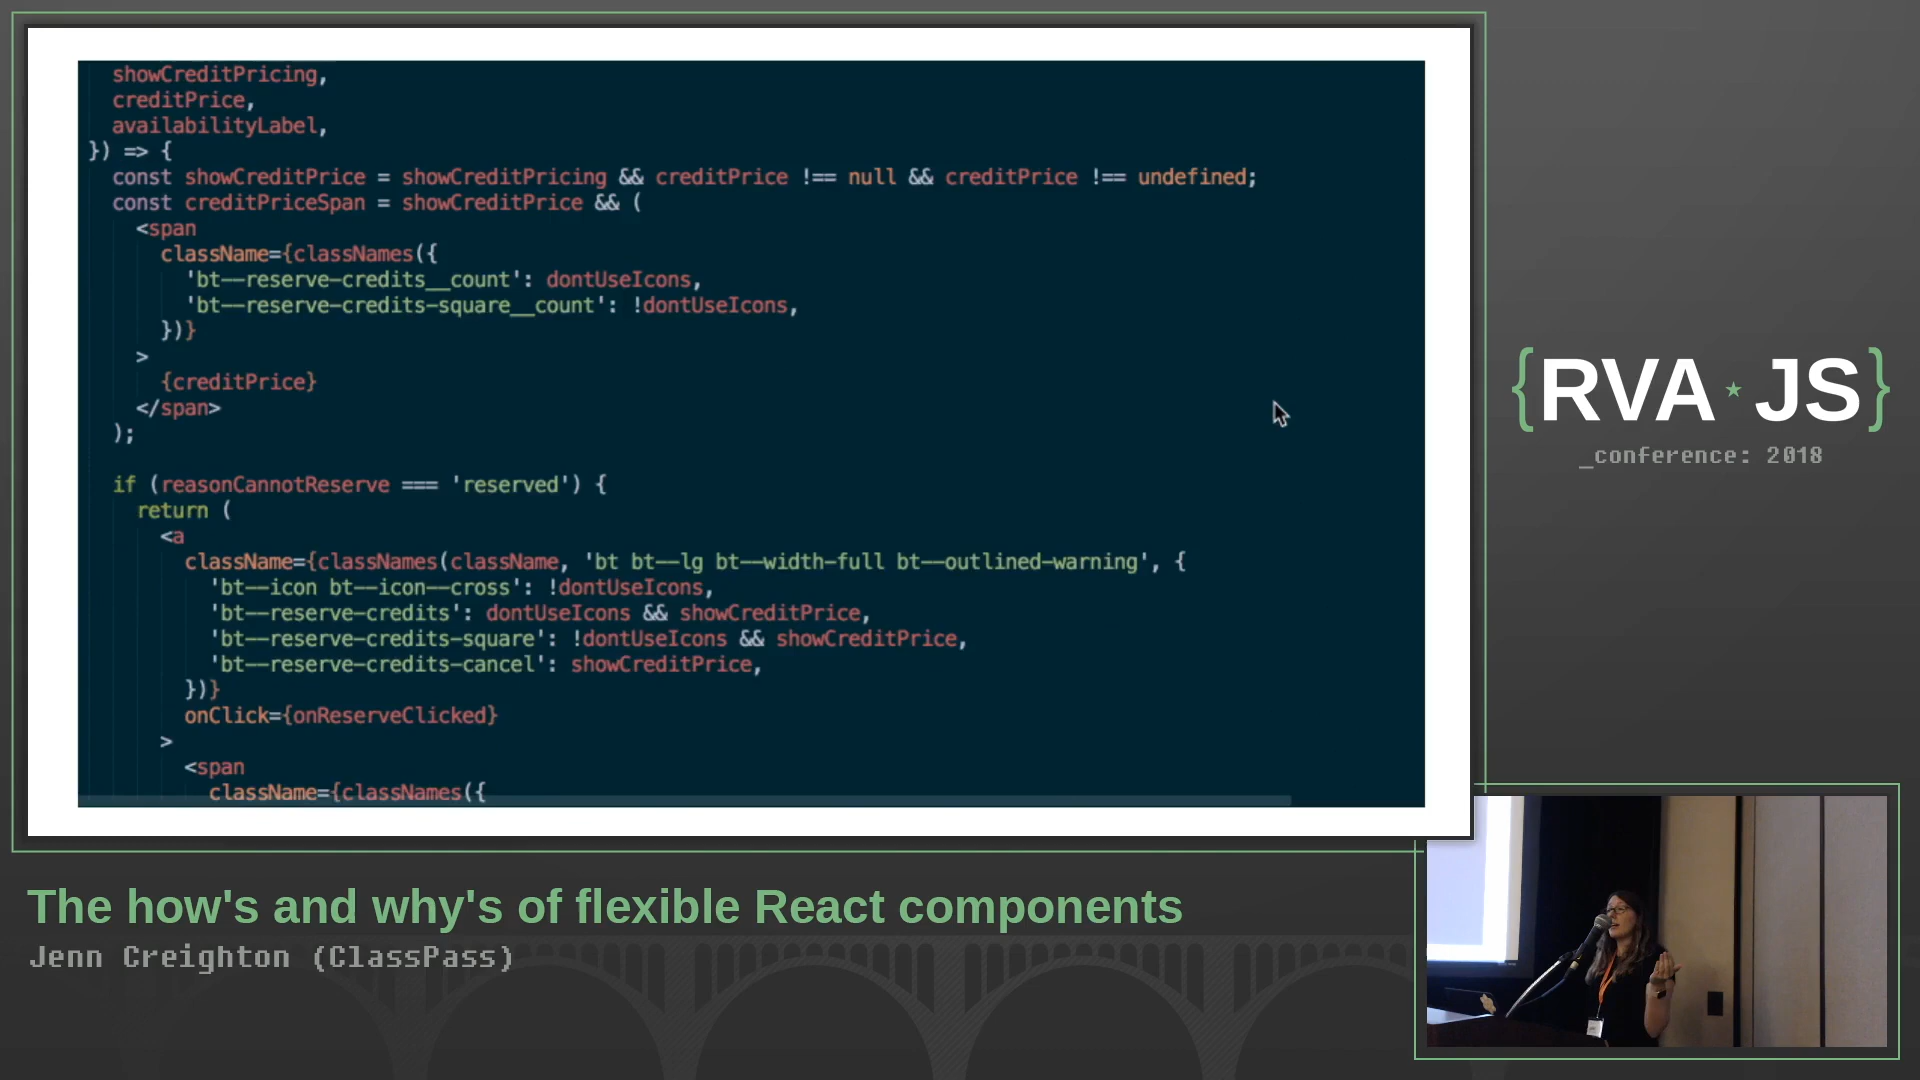 showCreditPricing,
creditPrice,
availabilityLabel,
}) => {
const showCreditPrice = showCreditPricing && creditPrice !== null && creditPrice !== undefined;
const creditPriceSpan = showCreditPrice && (
<span
className={classNames({
'bt--reserve-credits__count': dontUseIcons,
'bt--reserve-credits-square__count': !dontUseIcons,
})}
>
{creditPrice}
</span>
);
if (reasonCannotReserve === 'reserved') {
return (
<a
className={classNames(className, 'bt bt--lg bt--width-full bt--outlined-warning', {
'bt--icon bt--icon--cross': !dontUseIcons,
'bt--reserve-credits': dontUseIcons && showCreditPrice,
'bt--reserve-credits-square': !dontUseIcons && showCreditPrice,
'bt--reserve-credits-cancel': showCreditPrice,
})}
onClick={onReserveClicked}
>
<span
className={classNames({
{RVA★JS}
_conference: 2018
The how's and why's of flexible React components
Jenn Creighton (ClassPass)